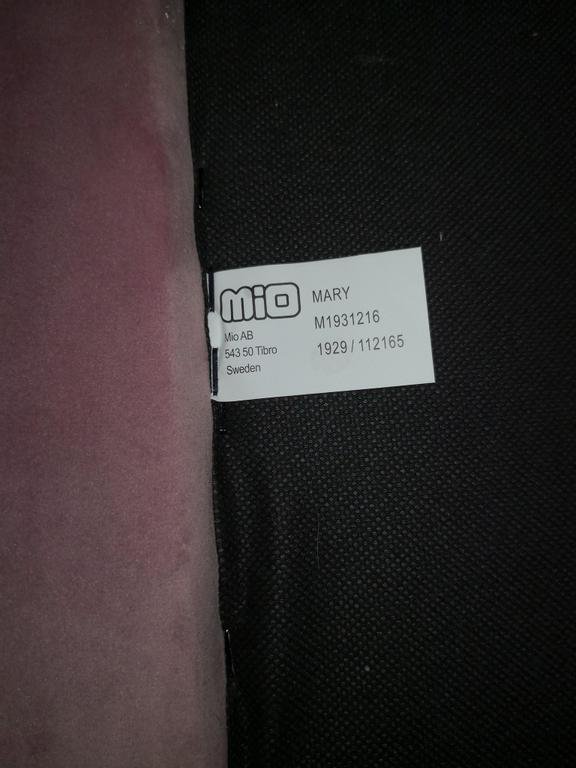 mio
Mio AB
543 50 Tibro
Sweden
MARY
M1931216
1929 / 112165